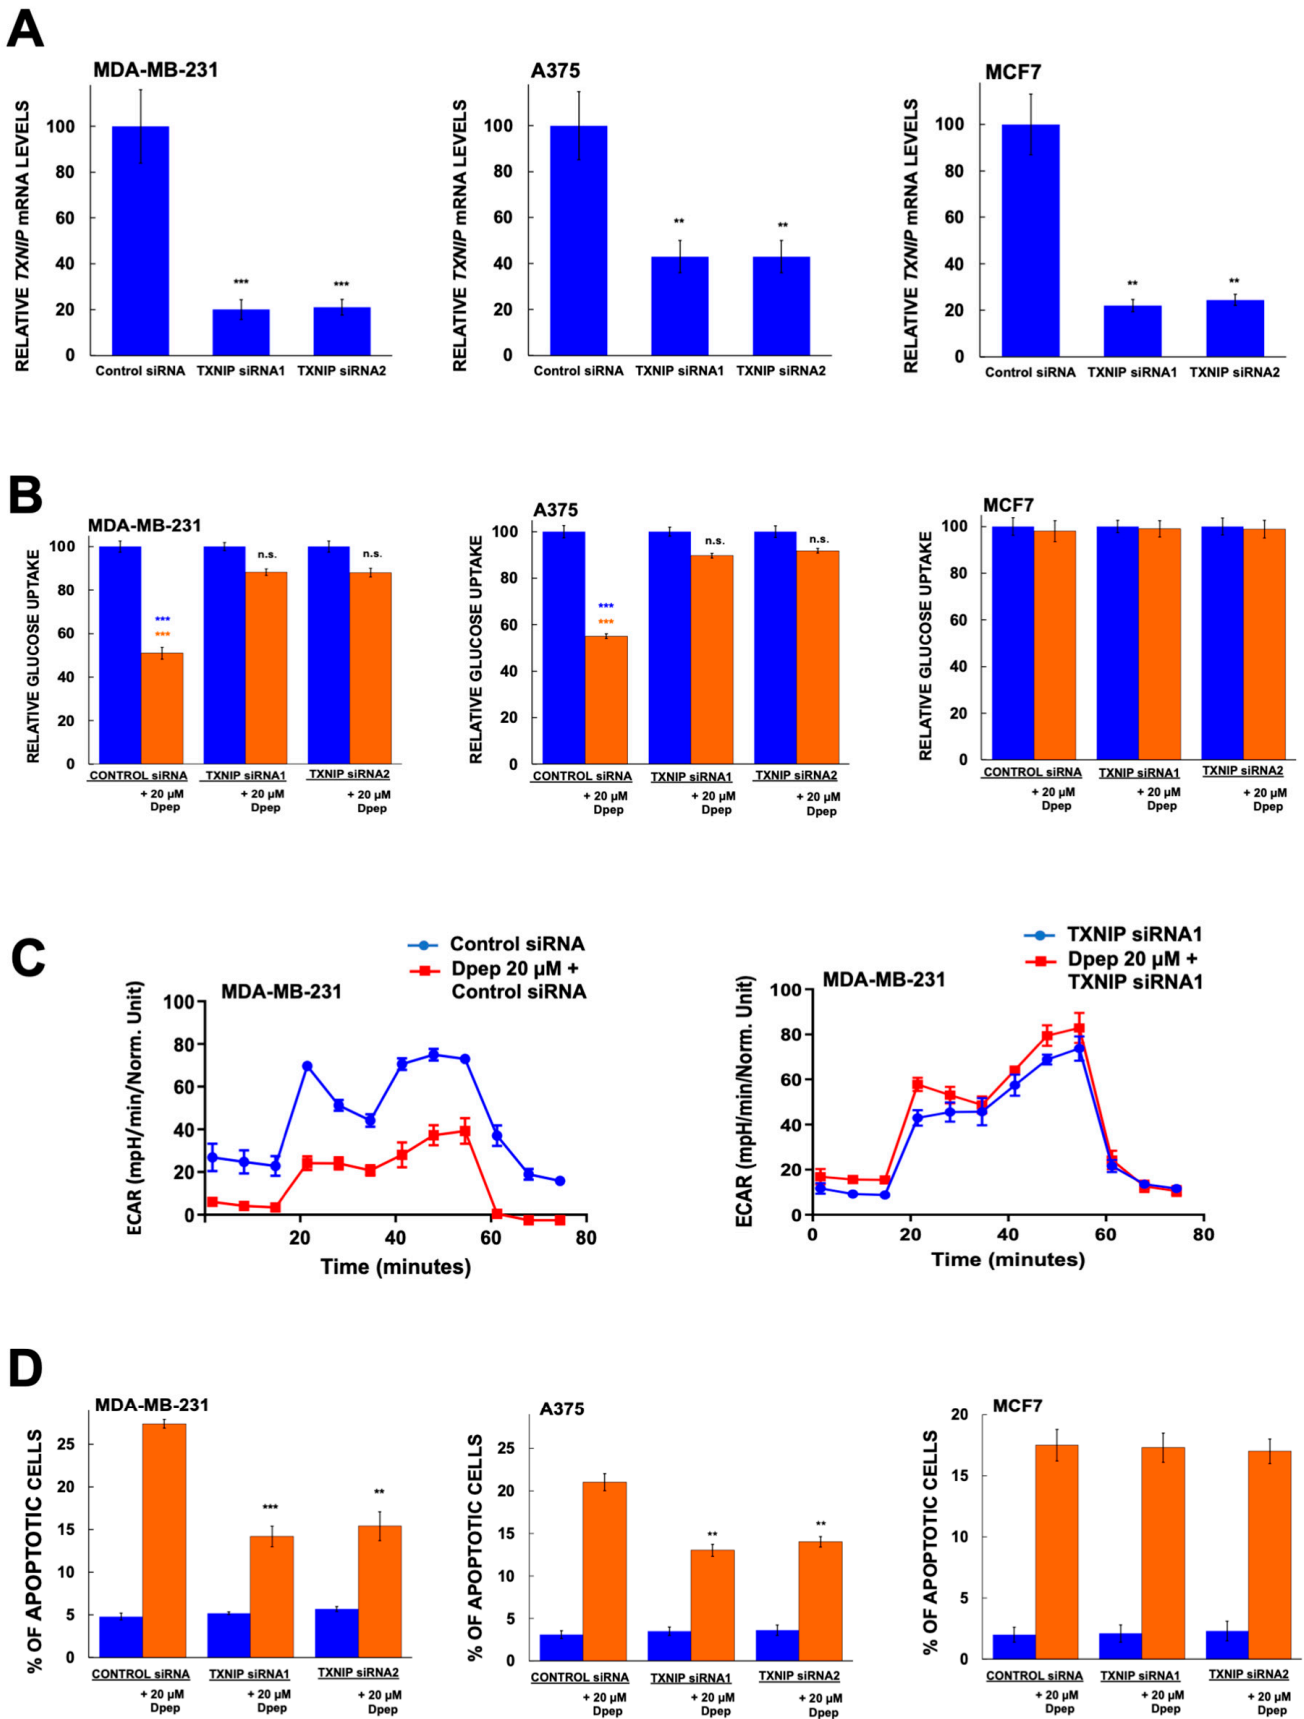 A
MDA-MB-231
RELATIVE TXNIP mRNA LEVELS
100
80
60
40
20
0
***
***
Control siRNA TXNIP siRNA1 TXNIP siRNA2
A375
RELATIVE TXNIP mRNA LEVELS
100
80
60
40
20
0
**
**
Control siRNA TXNIP siRNA1 TXNIP siRNA2
MCF7
RELATIVE TXNIP mRNA LEVELS
100
80
60
40
20
0
**
**
Control siRNA TXNIP siRNA1 TXNIP siRNA2
B
MDA-MB-231
RELATIVE GLUCOSE UPTAKE
100
80
60
40
20
0
***
***
n.s.
n.s.
CONTROL siRNA TXNIP siRNA1 TXNIP siRNA2
+ 20 µM + 20 µM + 20 µM
Dpep Dpep Dpep
A375
RELATIVE GLUCOSE UPTAKE
100
80
60
40
20
0
***
***
n.s.
n.s.
CONTROL siRNA TXNIP siRNA1 TXNIP siRNA2
+ 20 µM + 20 µM + 20 µM
Dpep Dpep Dpep
MCF7
RELATIVE GLUCOSE UPTAKE
100
80
60
40
20
0
CONTROL siRNA TXNIP siRNA1 TXNIP siRNA2
+ 20 µM + 20 µM + 20 µM
Dpep Dpep Dpep
C
Control siRNA
Dpep 20 µM +
Control siRNA
MDA-MB-231
ECAR (mpH/min/Norm. Unit)
100
80
60
40
20
0
20 40 60 80
Time (minutes)
TXNIP siRNA1
Dpep 20 µM +
TXNIP siRNA1
MDA-MB-231
ECAR (mpH/min/Norm. Unit)
100
80
60
40
20
0
0 20 40 60 80
Time (minutes)
D
MDA-MB-231
% OF APOPTOTIC CELLS
25
20
15
10
5
0
***
**
CONTROL siRNA TXNIP siRNA1 TXNIP siRNA2
+ 20 µM + 20 µM + 20 µM
Dpep Dpep Dpep
A375
% OF APOPTOTIC CELLS
25
20
15
10
5
0
**
**
CONTROL siRNA TXNIP siRNA1 TXNIP siRNA2
+ 20 µM + 20 µM + 20 µM
Dpep Dpep Dpep
MCF7
% OF APOPTOTIC CELLS
20
15
10
5
0
CONTROL siRNA TXNIP siRNA1 TXNIP siRNA2
+ 20 µM + 20 µM + 20 µM
Dpep Dpep Dpep